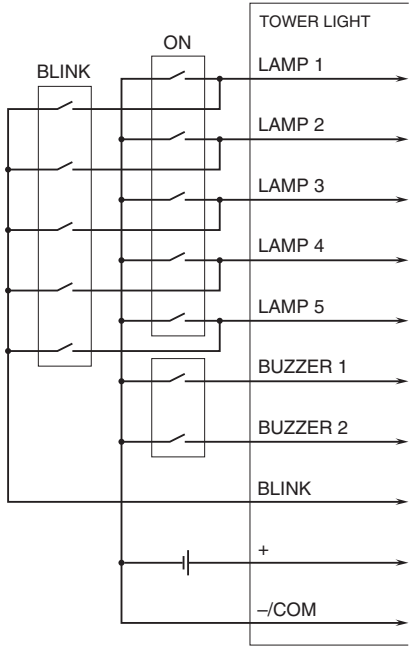 TOWER LIGHT
ON
LAMP 1
BLINK
LAMP 2
LAMP 3
LAMP 4
LAMP 5
BUZZER 1
BUZZER 2
BLINK
+
–/COM